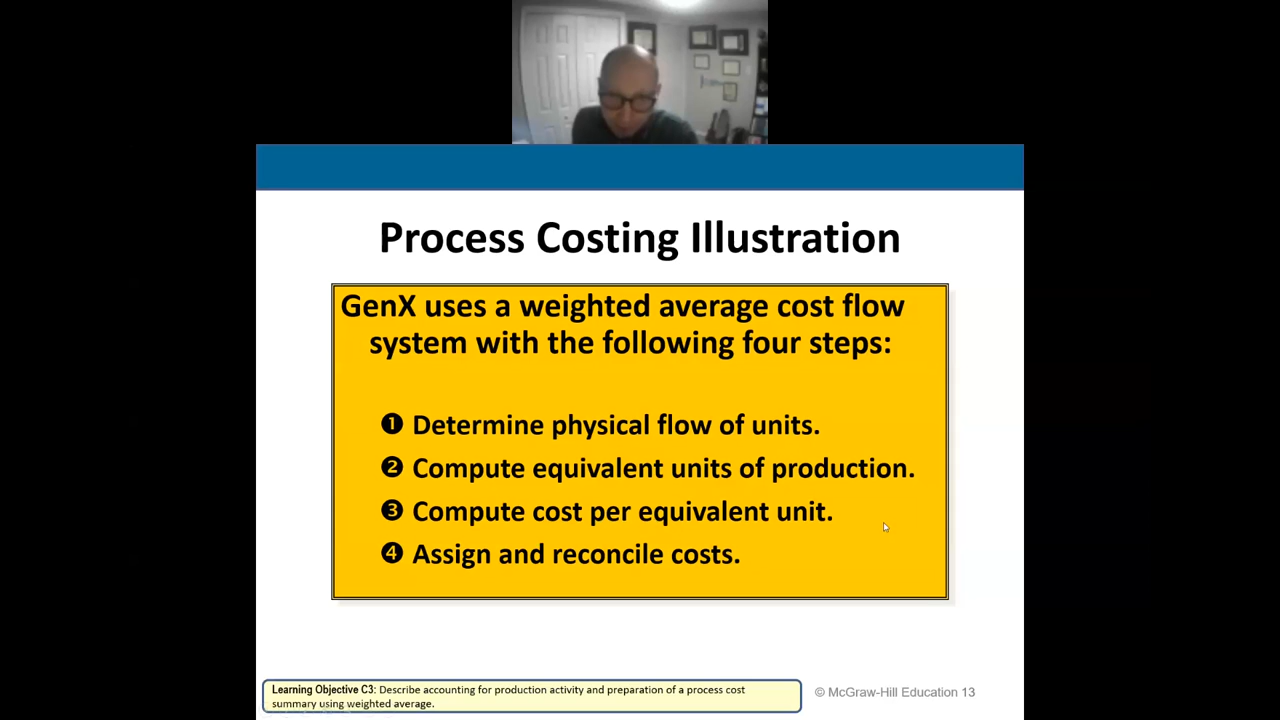 Process Costing Illustration
GenX uses a weighted average cost flow
system with the following four steps:
❶ Determine physical flow of units.
❷ Compute equivalent units of production.
❸ Compute cost per equivalent unit.
❹ Assign and reconcile costs.
Learning Objective C3: Describe accounting for production activity and preparation of a process cost
summary using weighted average.
© McGraw-Hill Education 13